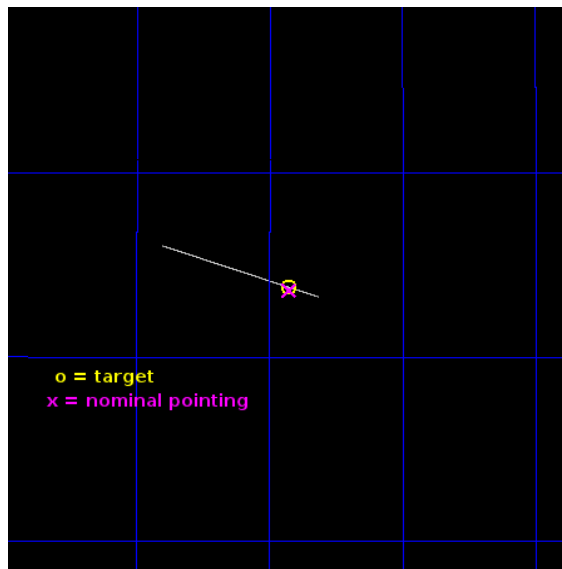 o = target
x = nominal pointing